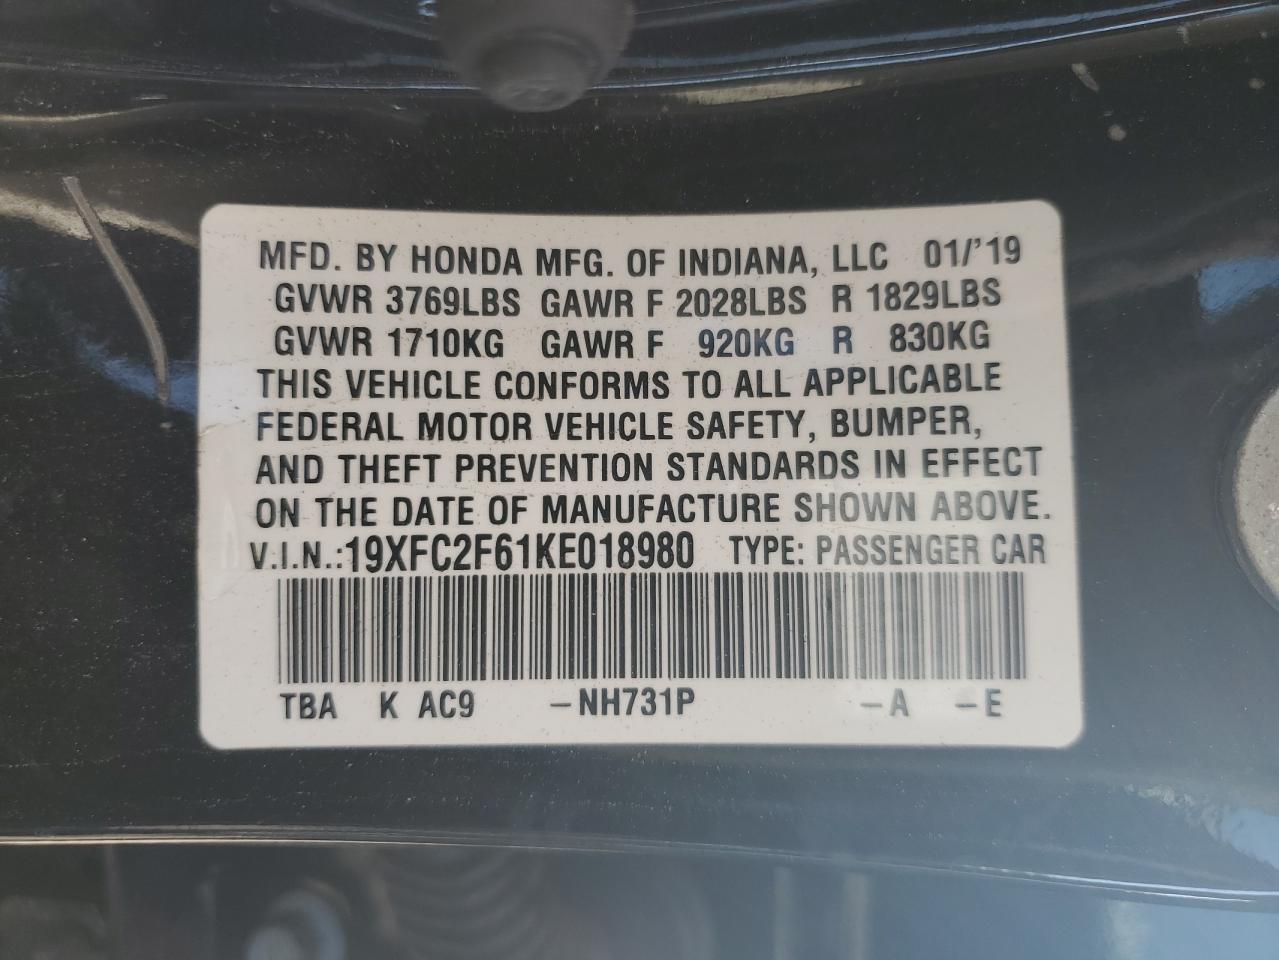 MFD. BY HONDA MFG. OF INDIANA, LLC 01/'19
GVWR 3769LBS GAWR F 2028LBS R 1829LBS
GVWR 1710KG GAWR F 920KG R 830KG
THIS VEHICLE CONFORMS TO ALL APPLICABLE
FEDERAL MOTOR VEHICLE SAFETY, BUMPER,
AND THEFT PREVENTION STANDARDS IN EFFECT
ON THE DATE OF MANUFACTURE SHOWN ABOVE.
V.I.N.:19XFC2F61KE018980 TYPE: PASSENGER CAR
TBA K AC9 –NH731P –A –E